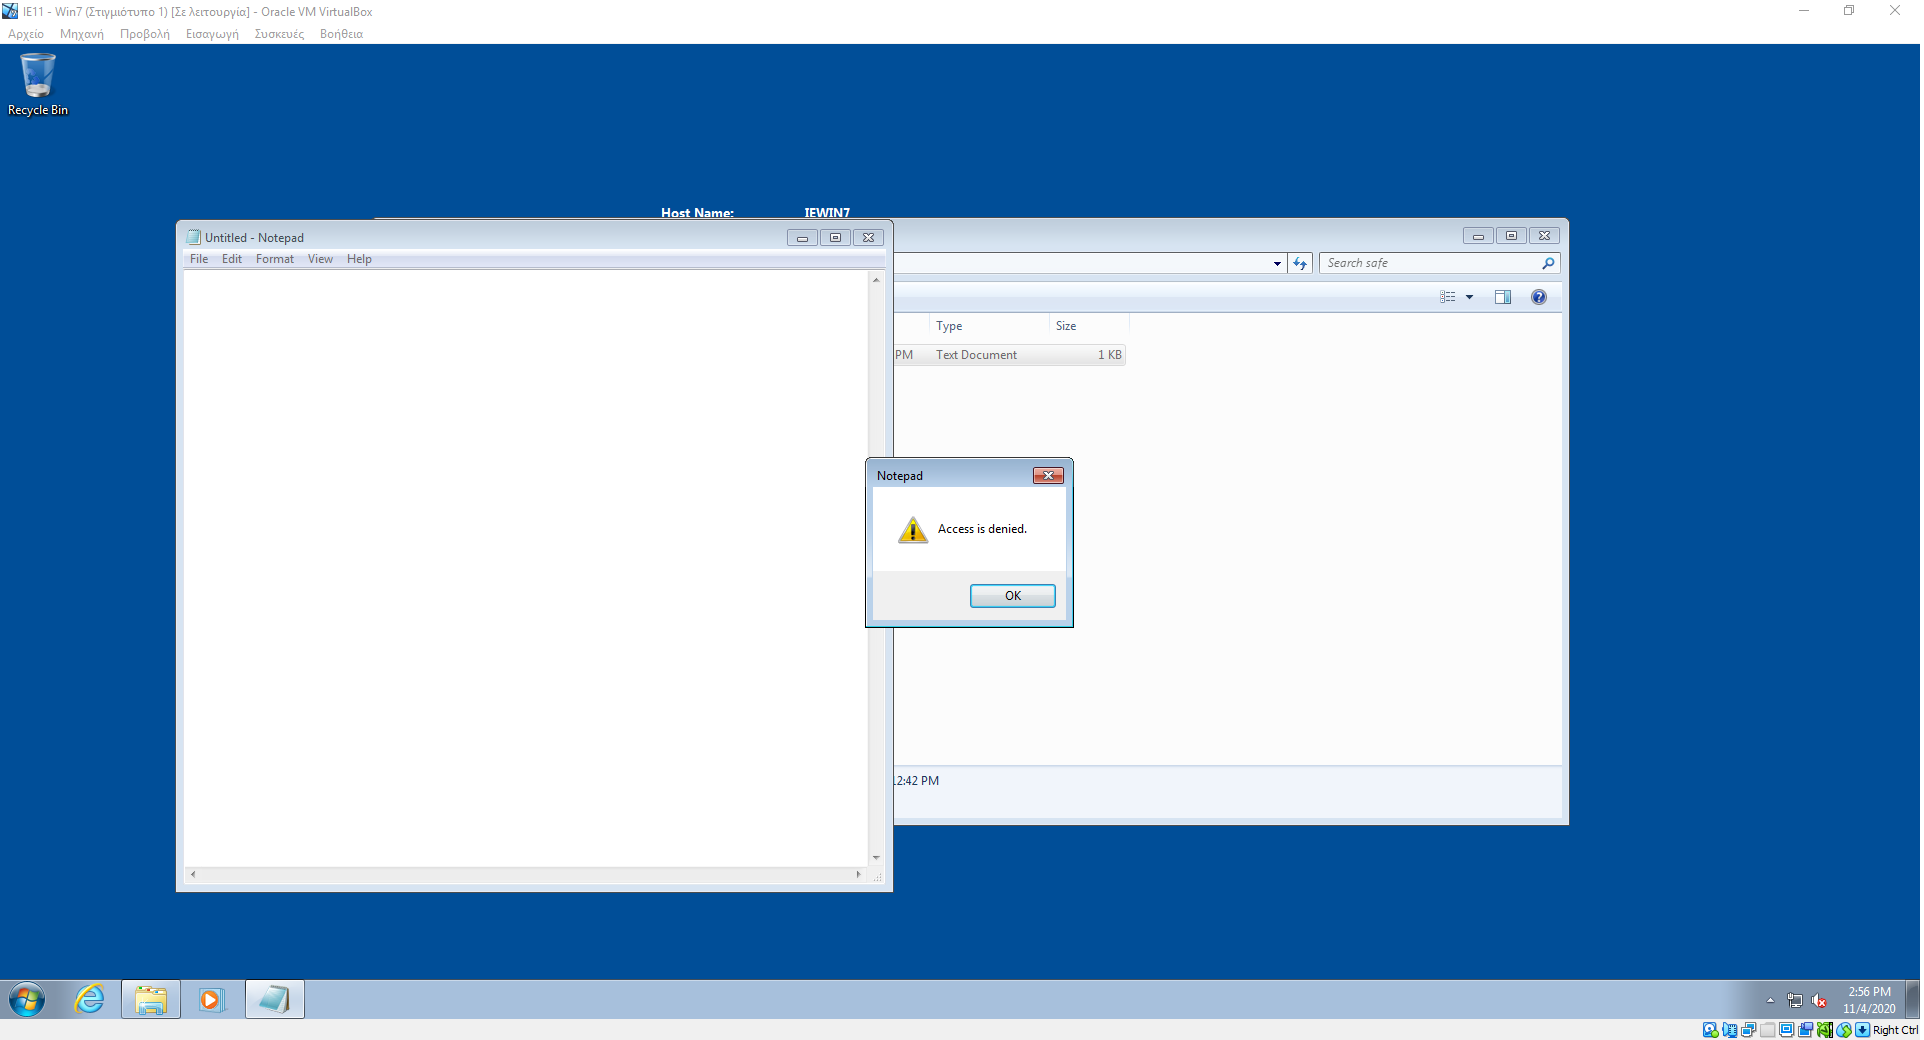 IE11 - Win7 (Στιγμιότυπο 1) [Σε λειτουργία] - Oracle VM VirtualBox
Αρχείο Μηχανή Προβολή Εισαγωγή Συσκευές Βοήθεια
Recycle Bin
Host Name: IEWIN7
Untitled - Notepad
File Edit Format View Help
Search safe
Type Size
PM Text Document 1 KB
Notepad
Access is denied.
OK
12:42 PM
2:56 PM
11/4/2020
Right Ctrl